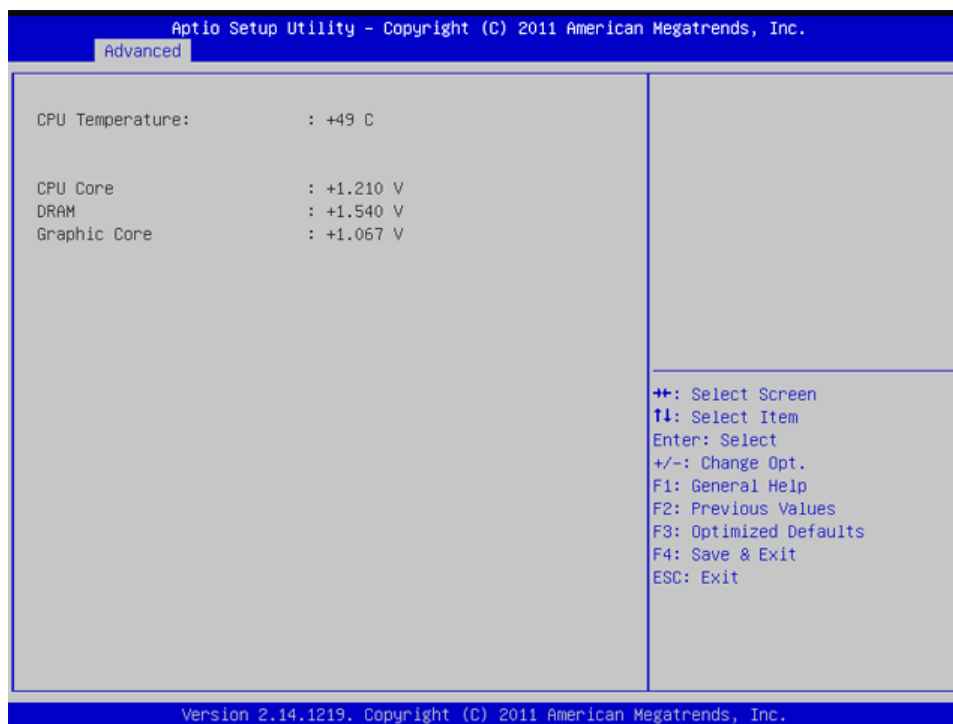 Aptio Setup Utility – Copyright (C) 2011 American Megatrends, Inc.
Advanced
CPU Temperature: : +49 C
CPU Core : +1.210 V
DRAM : +1.540 V
Graphic Core : +1.067 V
→←: Select Screen
↑↓: Select Item
Enter: Select
+/-: Change Opt.
F1: General Help
F2: Previous Values
F3: Optimized Defaults
F4: Save & Exit
ESC: Exit
Version 2.14.1219. Copyright (C) 2011 American Megatrends, Inc.